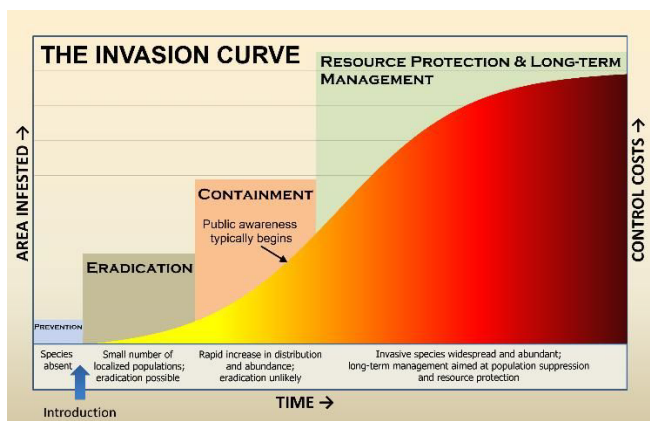 THE INVASION CURVE
RESOURCE PROTECTION & LONG-TERM
MANAGEMENT
CONTAINMENT
Public awareness
typically begins
ERADICATION
PREVENTION
AREA INFESTED →
CONTROL COSTS →
Species
absent
Small number of
localized populations;
eradication possible
Rapid increase in distribution
and abundance;
eradication unlikely
Invasive species widespread and abundant;
long-term management aimed at population suppression
and resource protection
Introduction
TIME →